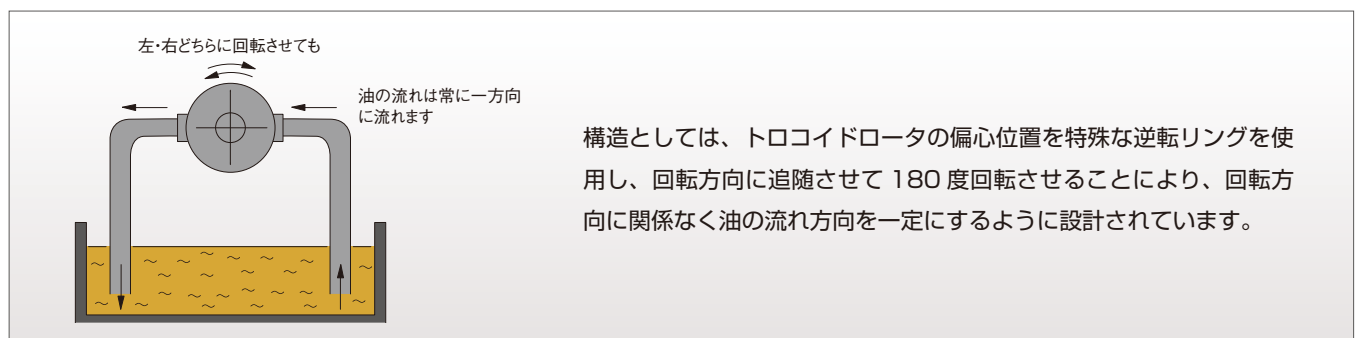 左・右どちらに回転させても
油の流れは常に一方向
に流れます
構造としては、トロコイドロータの偏心位置を特殊な逆転リングを使
用し、回転方向に追随させて 180 度回転させることにより、回転方
向に関係なく油の流れ方向を一定にするように設計されています。